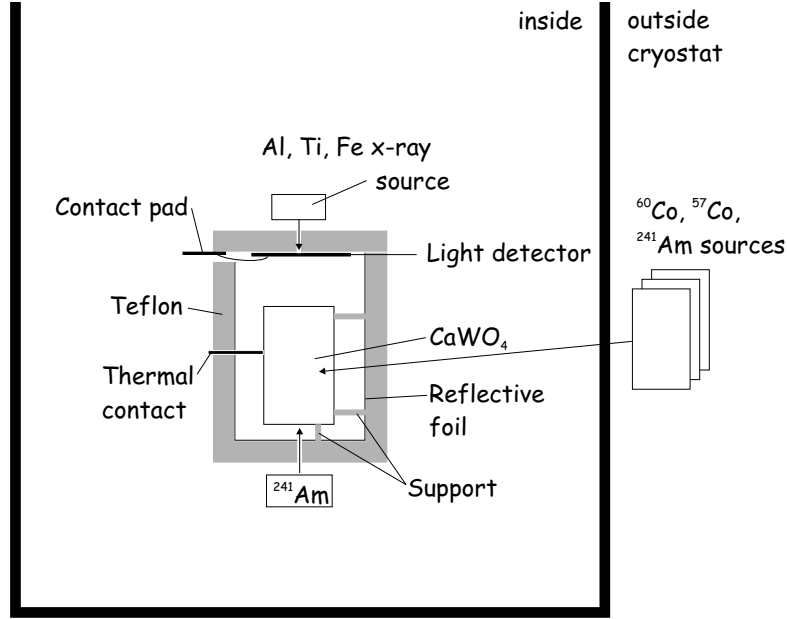 inside
outside
cryostat
Al, Ti, Fe x-ray
source
Contact pad
⁶⁰Co, ⁵⁷Co,
²⁴¹Am sources
Light detector
Teflon
CaWO₄
Thermal
contact
Reflective
foil
²⁴¹Am
Support